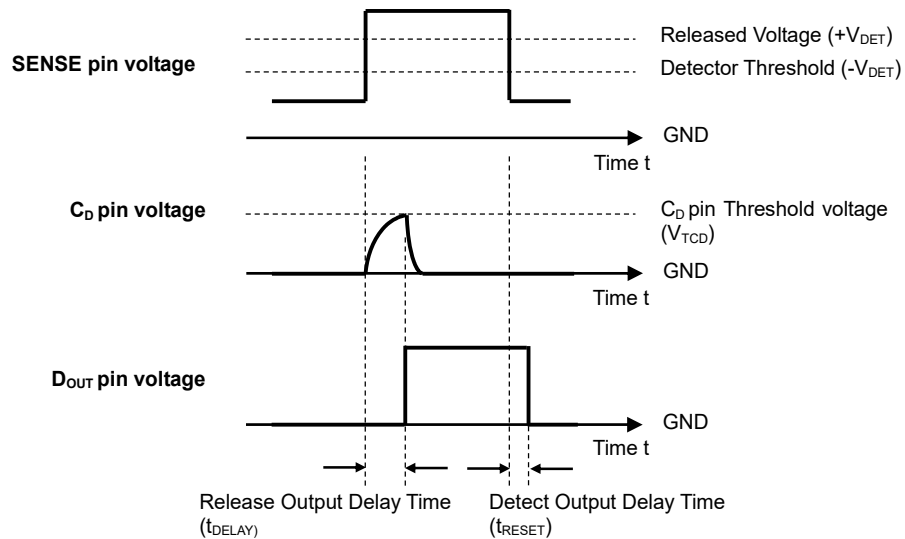 Released Voltage (+VDET)
SENSE pin voltage
Detector Threshold (-VDET)
GND
Time t
CD pin voltage
CD pin Threshold voltage
(VTCD)
GND
Time t
DOUT pin voltage
GND
Time t
Release Output Delay Time
(tDELAY)
Detect Output Delay Time
(tRESET)